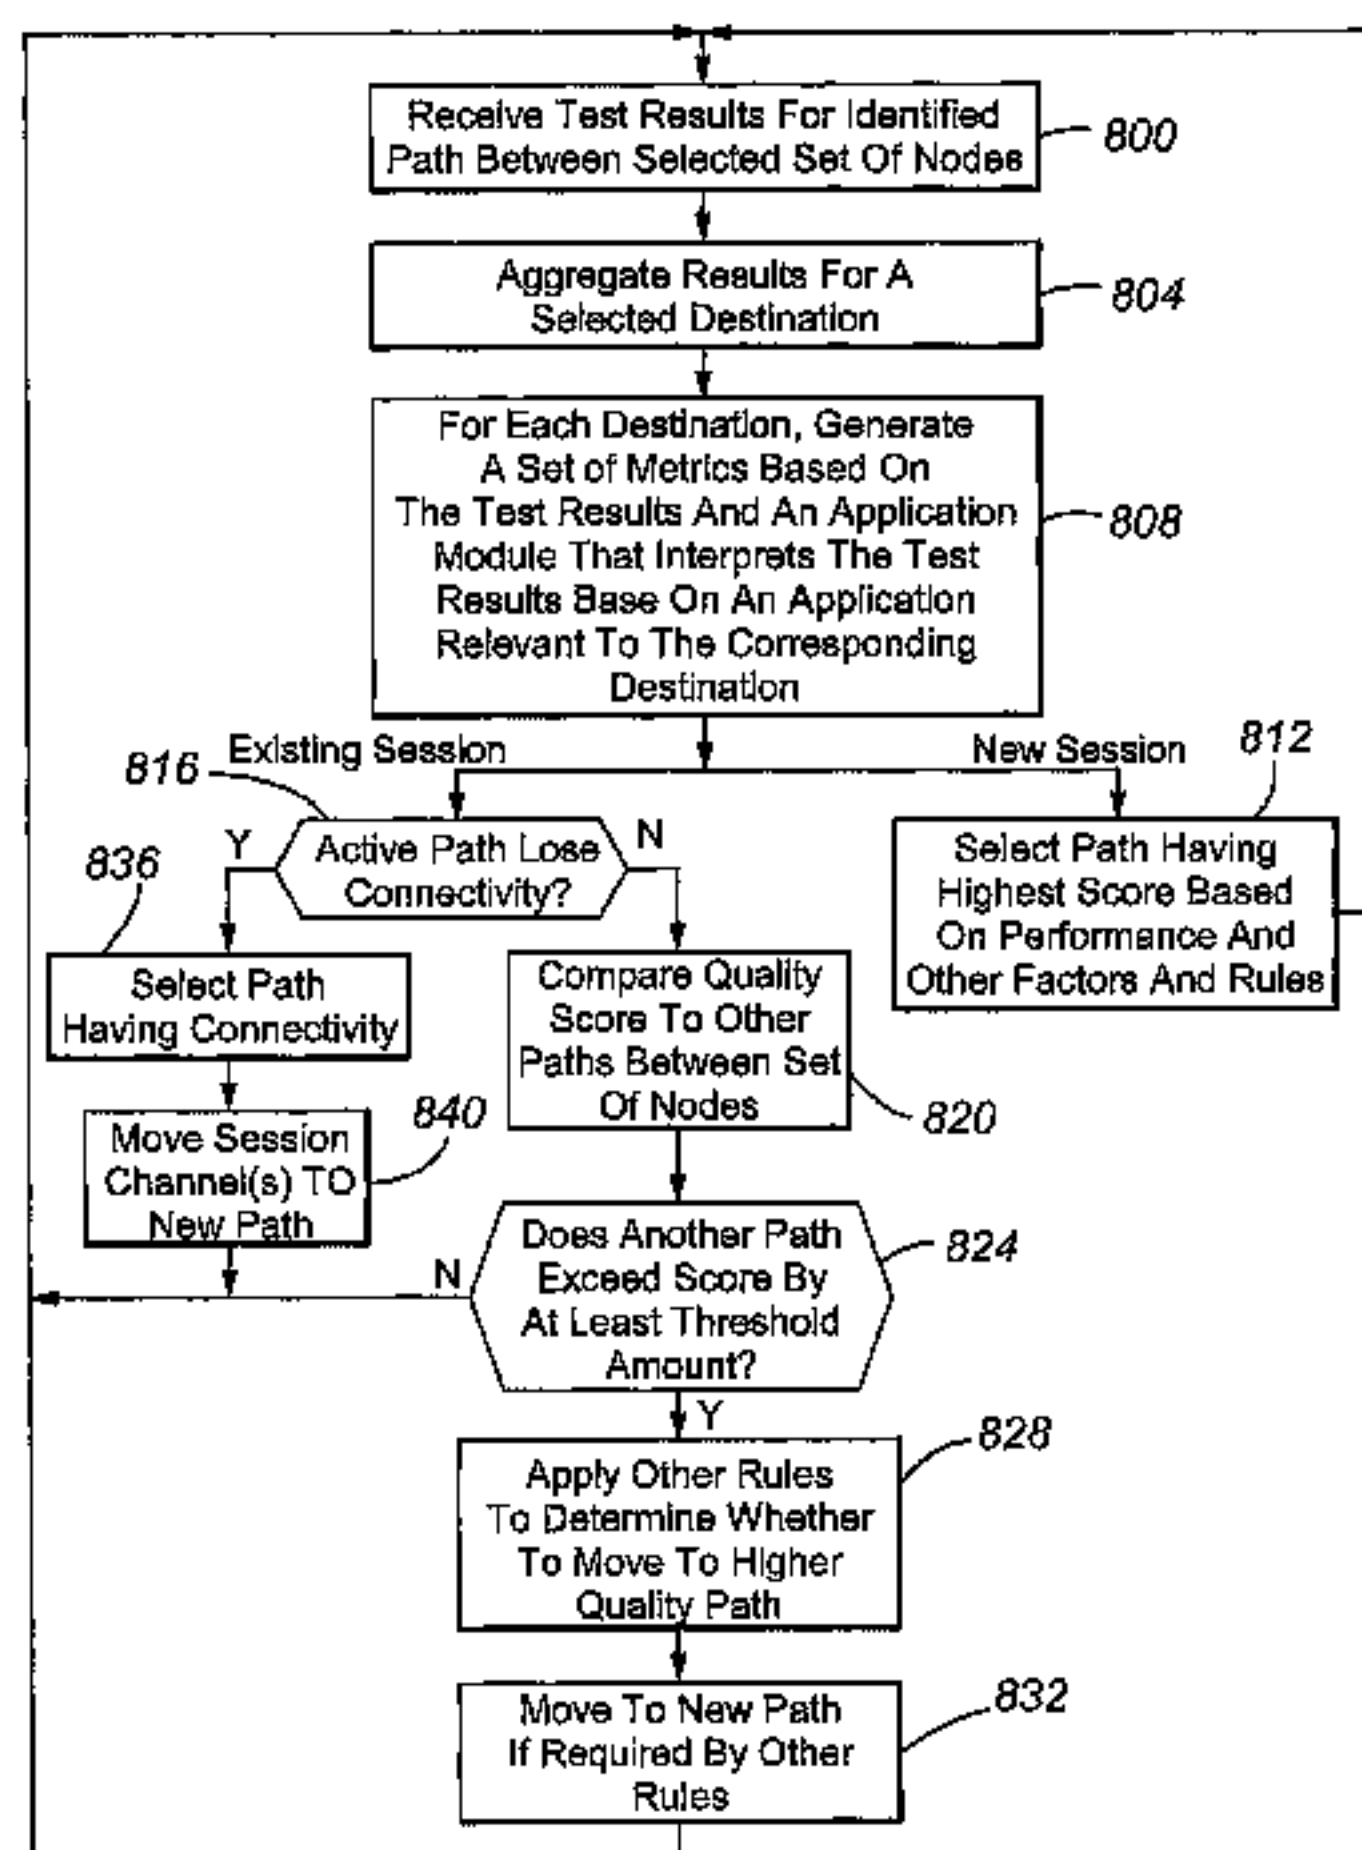 Receive Test Results For Identified
Path Between Selected Set Of Nodes
800
Aggregate Results For A
Selected Destination
804
For Each Destination, Generate
A Set of Metrics Based On
The Test Results And An Application
Module That Interprets The Test
Results Base On An Application
Relevant To The Corresponding
Destination
808
Existing Session
New Session
816
812
Active Path Lose
Connectivity?
Y
N
836
Select Path Having
Highest Score Based
On Performance And
Other Factors And Rules
Select Path
Having Connectivity
Compare Quality
Score To Other
Paths Between Set
Of Nodes
820
Move Session
Channel(s) TO
New Path
840
Does Another Path
Exceed Score By
At Least Threshold
Amount?
824
N
Y
Apply Other Rules
To Determine Whether
To Move To Higher
Quality Path
828
Move To New Path
If Required By Other
Rules
832